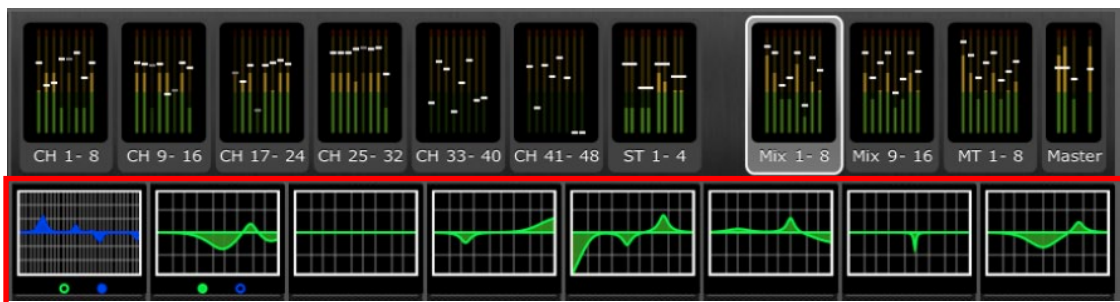 CH 1- 8 CH 9- 16 CH 17- 24 CH 25- 32 CH 33- 40 CH 41- 48 ST 1- 4 Mix 1- 8 Mix 9- 16 MT 1- 8 Master